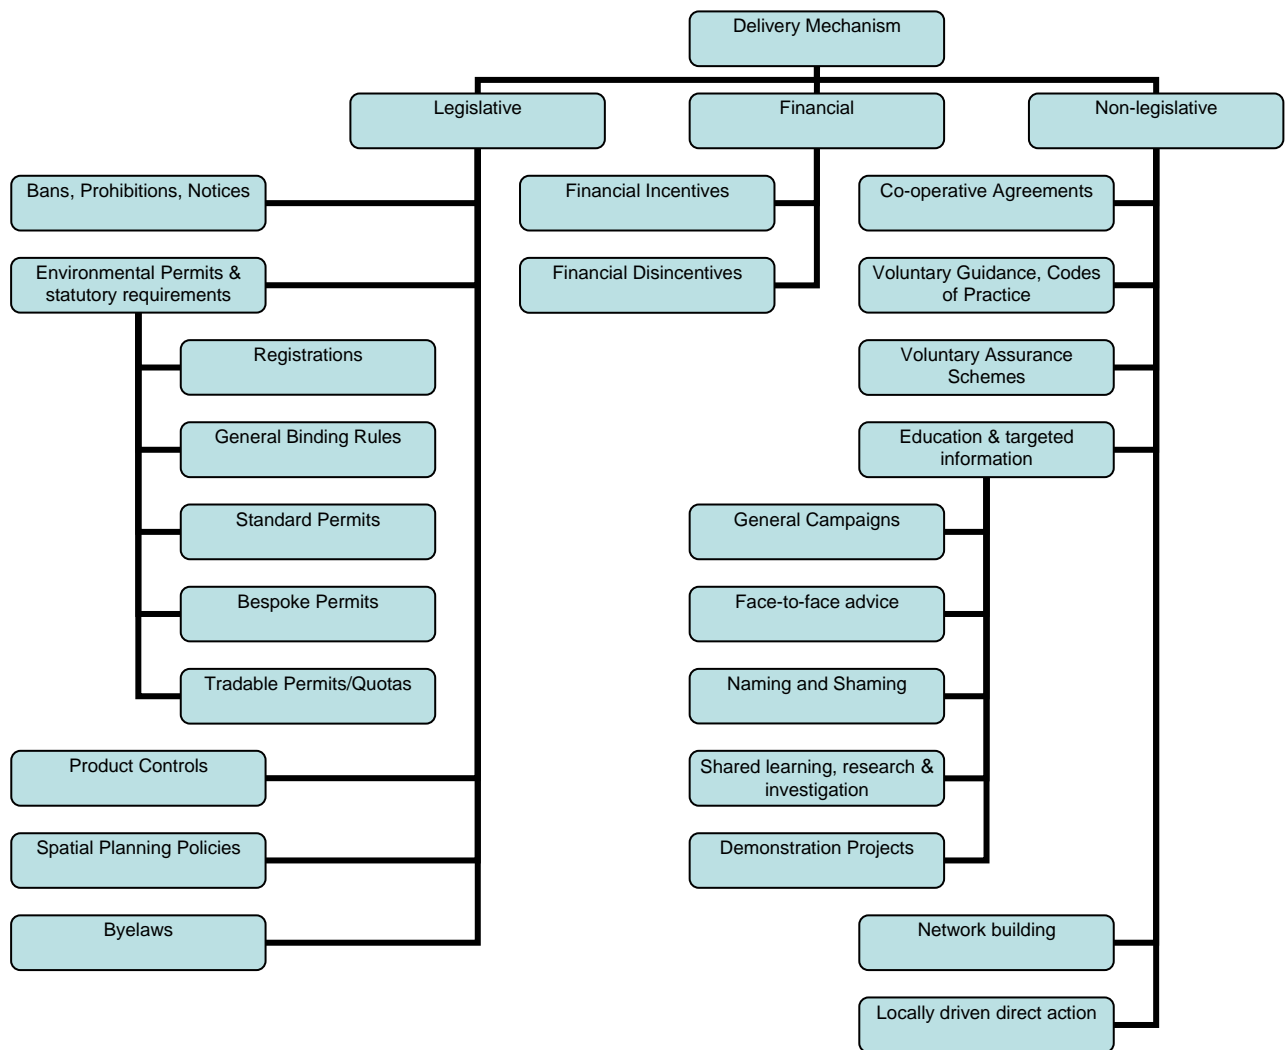 Delivery Mechanism
Legislative
Financial
Non-legislative
Bans, Prohibitions, Notices
Financial Incentives
Co-operative Agreements
Environmental Permits &
statutory requirements
Financial Disincentives
Voluntary Guidance, Codes
of Practice
Registrations
Voluntary Assurance
Schemes
General Binding Rules
Education & targeted
information
Standard Permits
General Campaigns
Bespoke Permits
Face-to-face advice
Tradable Permits/Quotas
Naming and Shaming
Product Controls
Shared learning, research &
investigation
Spatial Planning Policies
Demonstration Projects
Byelaws
Network building
Locally driven direct action